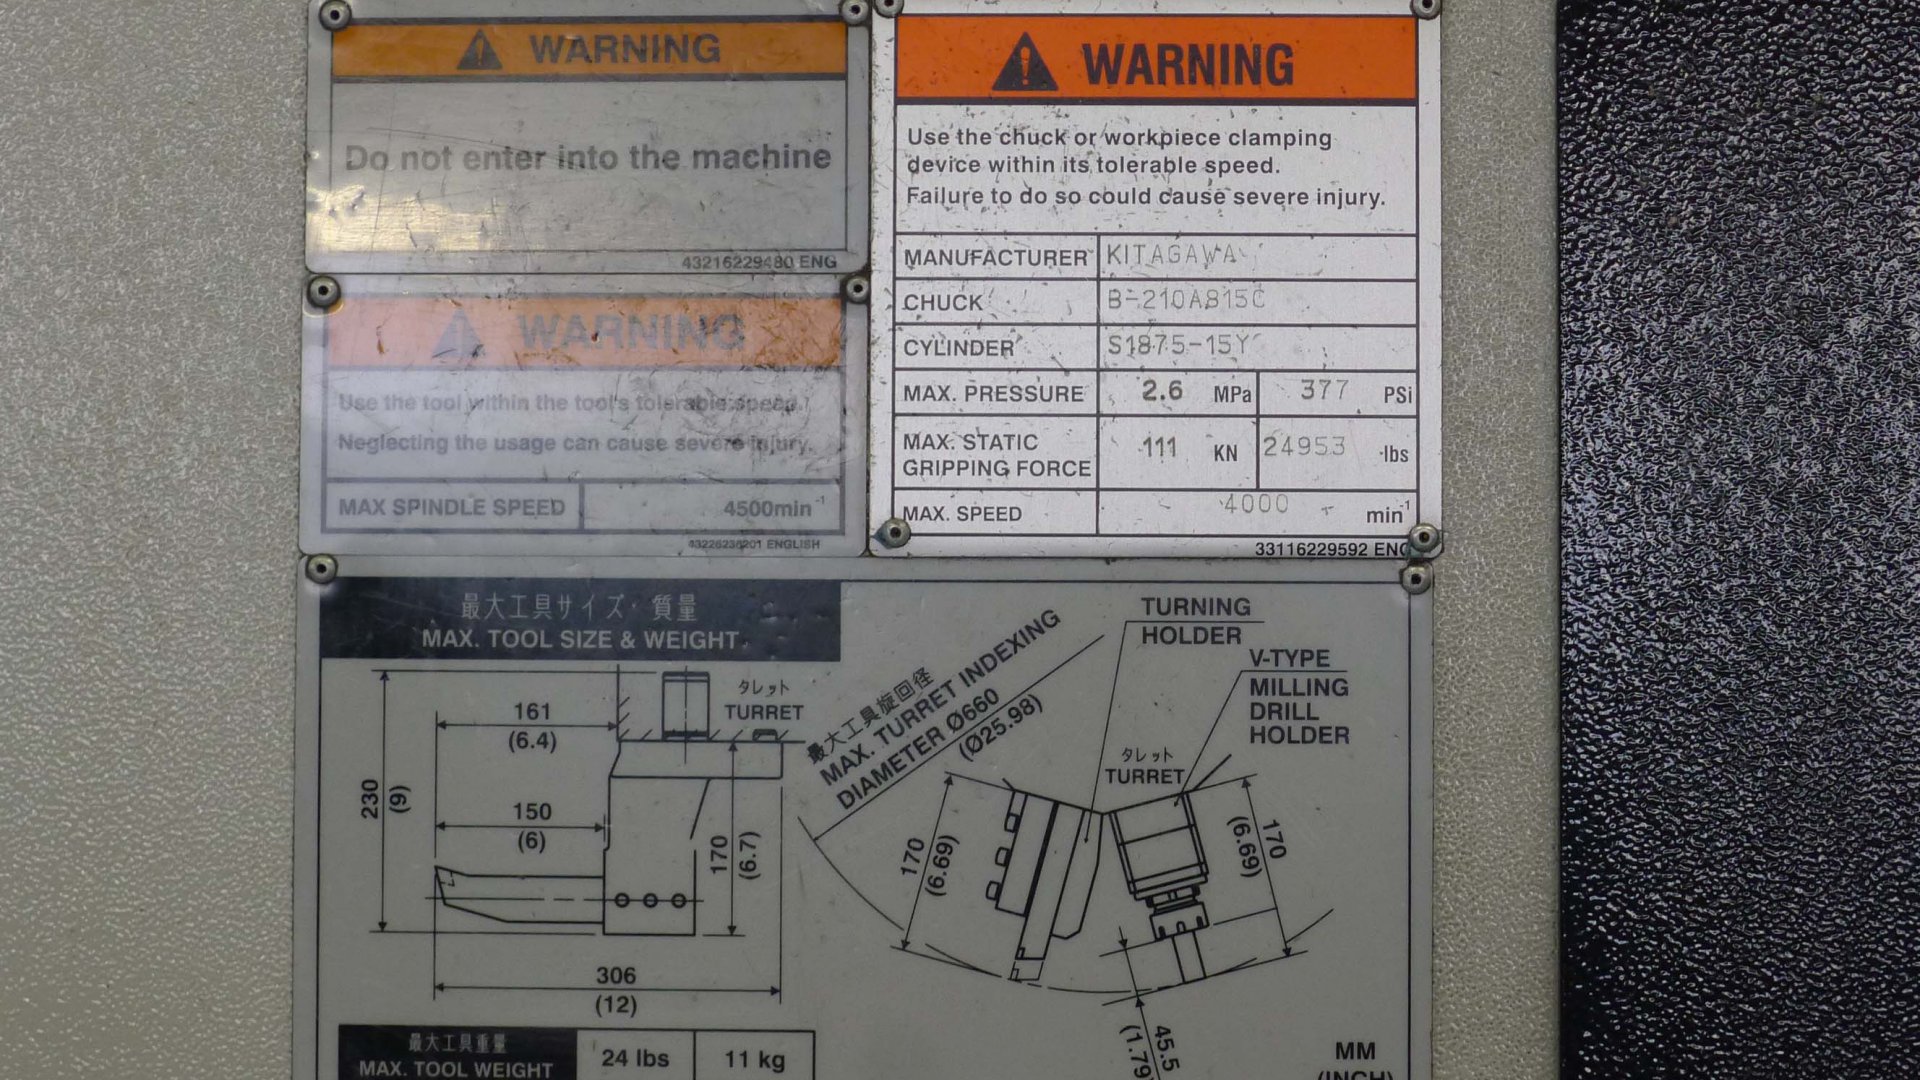 WARNING
Do not enter into the machine
43216229480 ENG
WARNING
Use the tool within the tool's tolerable speed.
Neglecting the usage can cause severe injury.
MAX SPINDLE SPEED 4500min⁻¹
43226236201 ENGLISH
WARNING
Use the chuck or workpiece clamping
device within its tolerable speed.
Failure to do so could cause severe injury.
MANUFACTURER KITAGAWA
CHUCK B-210A815C
CYLINDER S1875-15Y
MAX. PRESSURE 2.6 MPa 377 PSi
MAX. STATIC
GRIPPING FORCE 111 KN 24953 lbs
MAX. SPEED 4000 min⁻¹
33116229592 ENG
最大工具サイズ・質量
MAX. TOOL SIZE & WEIGHT
タレット
TURRET
161
(6.4)
230
(9)
150
(6)
170
(6.7)
306
(12)
最大工具重量
MAX. TOOL WEIGHT
24 lbs 11 kg
最大工具旋回径
MAX. TURRET INDEXING
DIAMETER Ø660
(Ø25.98)
TURNING
HOLDER
V-TYPE
MILLING
DRILL
HOLDER
タレット
TURRET
170
(6.69)
170
(6.69)
45.5
(1.79)
MM
(INCH)